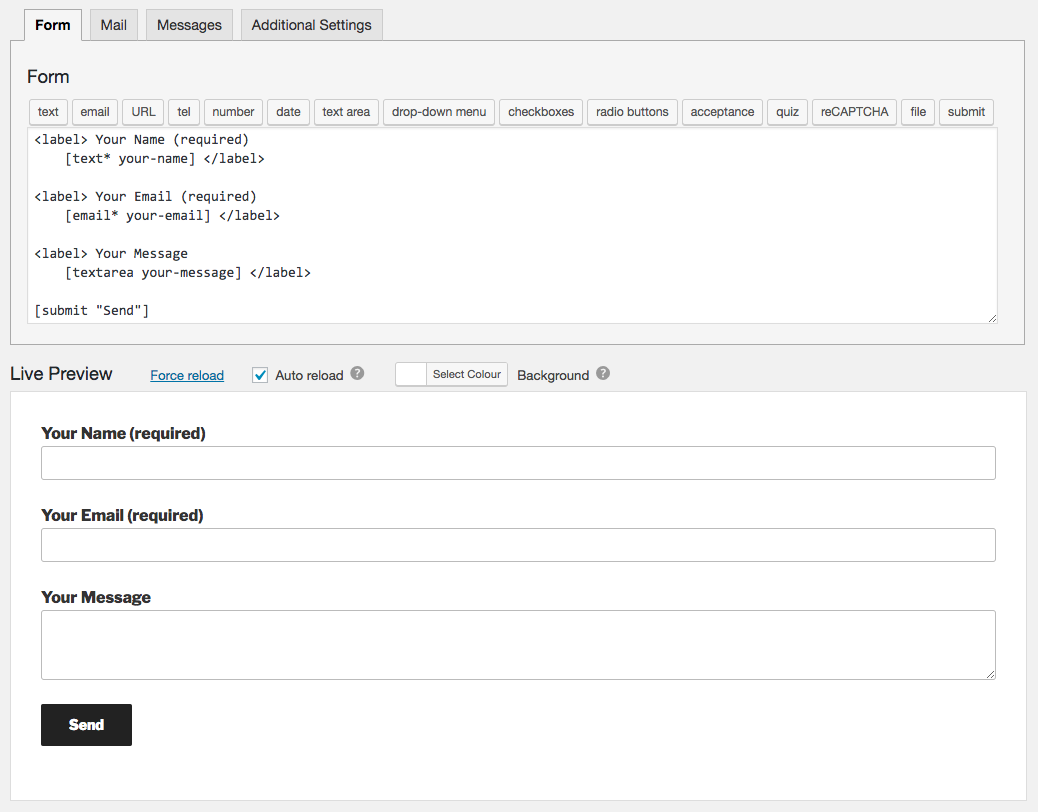 Form Mail Messages Additional Settings
Form
text email URL tel number date text area drop-down menu checkboxes radio buttons acceptance quiz reCAPTCHA file submit
<label> Your Name (required)
    [text* your-name] </label>
<label> Your Email (required)
    [email* your-email] </label>
<label> Your Message
    [textarea your-message] </label>
[submit "Send"]
Live Preview Force reload Auto reload ? Select Colour Background ?
Your Name (required)
Your Email (required)
Your Message
Send